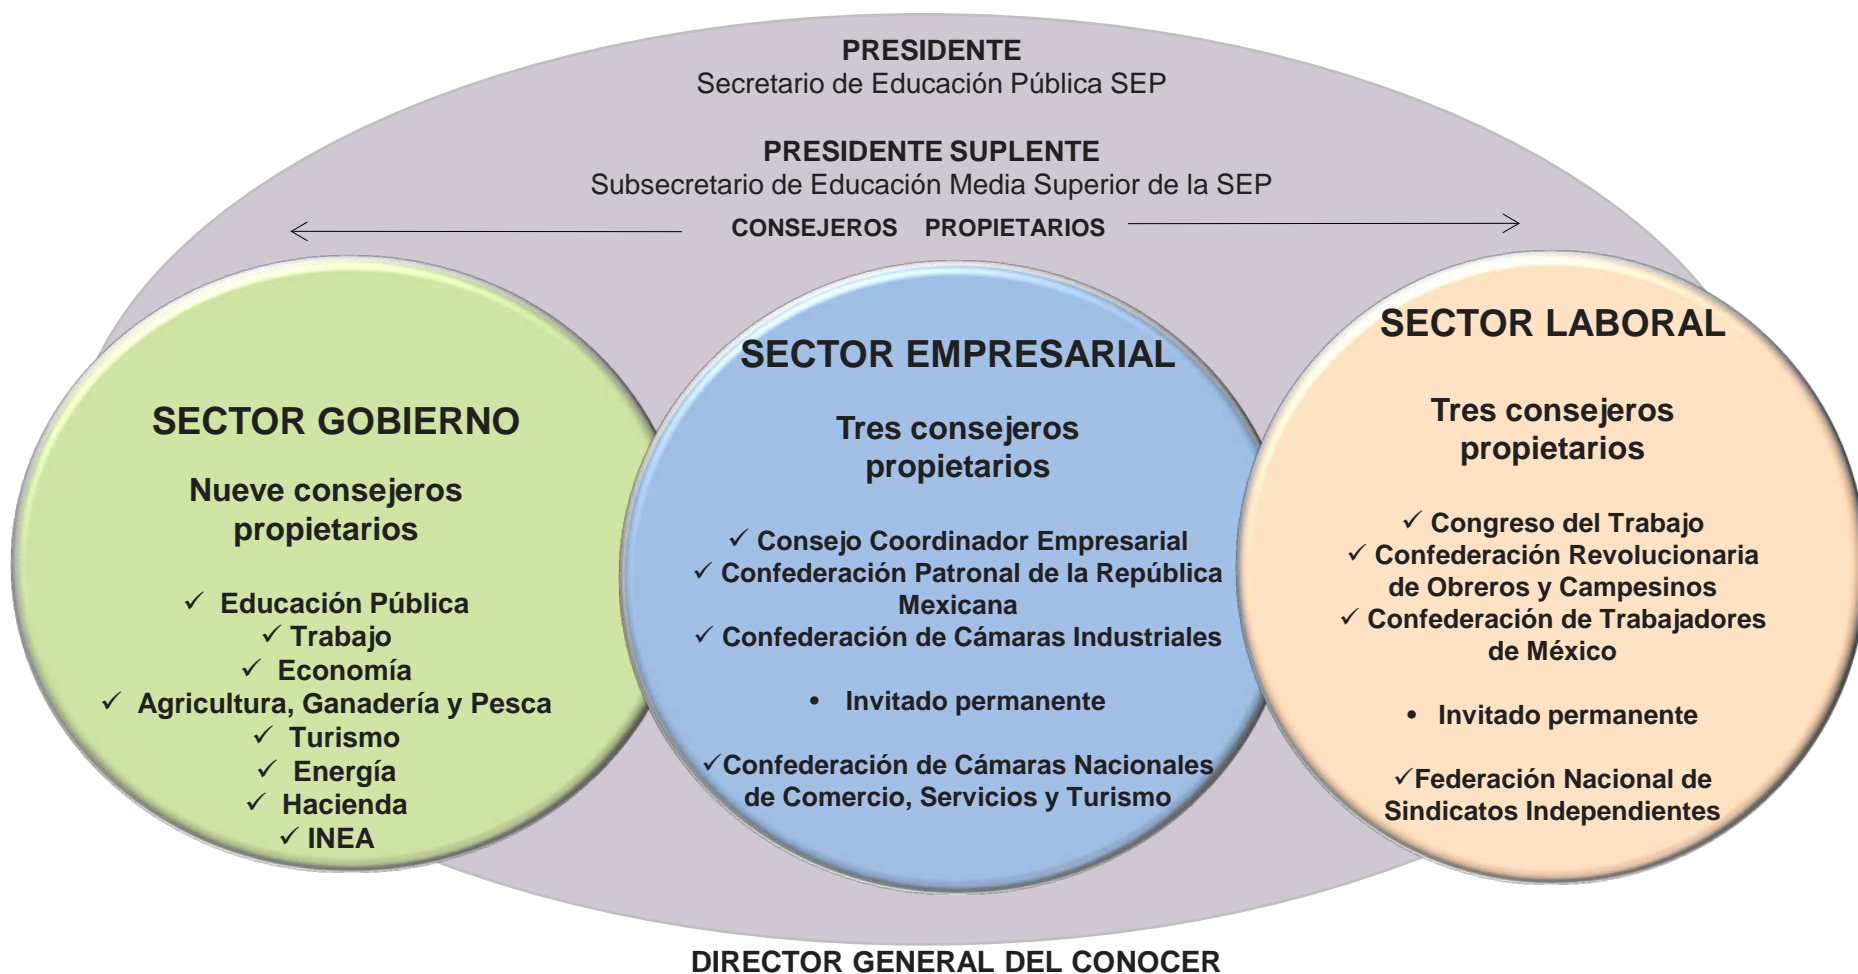 PRESIDENTE
Secretario de Educación Pública SEP
PRESIDENTE SUPLENTE
Subsecretario de Educación Media Superior de la SEP
CONSEJEROS PROPIETARIOS
SECTOR GOBIERNO
Nueve consejeros
propietarios
✓ Educación Pública
✓ Trabajo
✓ Economía
✓ Agricultura, Ganadería y Pesca
✓ Turismo
✓ Energía
✓ Hacienda
✓ INEA
SECTOR EMPRESARIAL
Tres consejeros
propietarios
✓ Consejo Coordinador Empresarial
✓ Confederación Patronal de la República
Mexicana
✓ Confederación de Cámaras Industriales
• Invitado permanente
✓Confederación de Cámaras Nacionales
de Comercio, Servicios y Turismo
SECTOR LABORAL
Tres consejeros
propietarios
✓ Congreso del Trabajo
✓ Confederación Revolucionaria
de Obreros y Campesinos
✓ Confederación de Trabajadores
de México
• Invitado permanente
✓Federación Nacional de
Sindicatos Independientes
DIRECTOR GENERAL DEL CONOCER